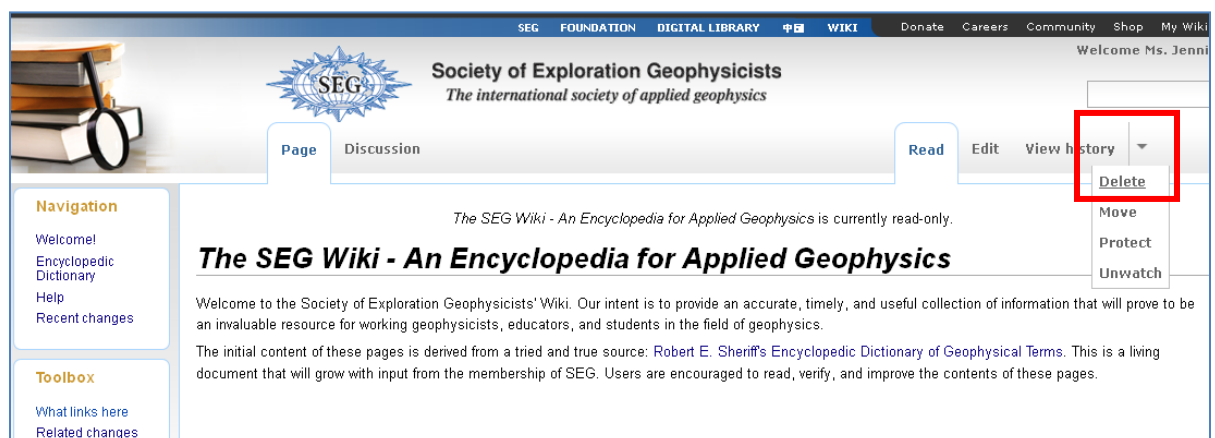 SEG FOUNDATION DIGITAL LIBRARY 中国 WIKI Donate Careers Community Shop My Wiki
Welcome Ms. Jenni
SEG
Society of Exploration Geophysicists
The international society of applied geophysics
Page Discussion Read Edit View history
Delete
Move
Protect
Unwatch
Navigation
Welcome!
Encyclopedic
Dictionary
Help
Recent changes
Toolbox
What links here
Related changes
The SEG Wiki - An Encyclopedia for Applied Geophysics is currently read-only.
The SEG Wiki - An Encyclopedia for Applied Geophysics
Welcome to the Society of Exploration Geophysicists' Wiki. Our intent is to provide an accurate, timely, and useful collection of information that will prove to be
an invaluable resource for working geophysicists, educators, and students in the field of geophysics.
The initial content of these pages is derived from a tried and true source: Robert E. Sheriff's Encyclopedic Dictionary of Geophysical Terms. This is a living
document that will grow with input from the membership of SEG. Users are encouraged to read, verify, and improve the contents of these pages.